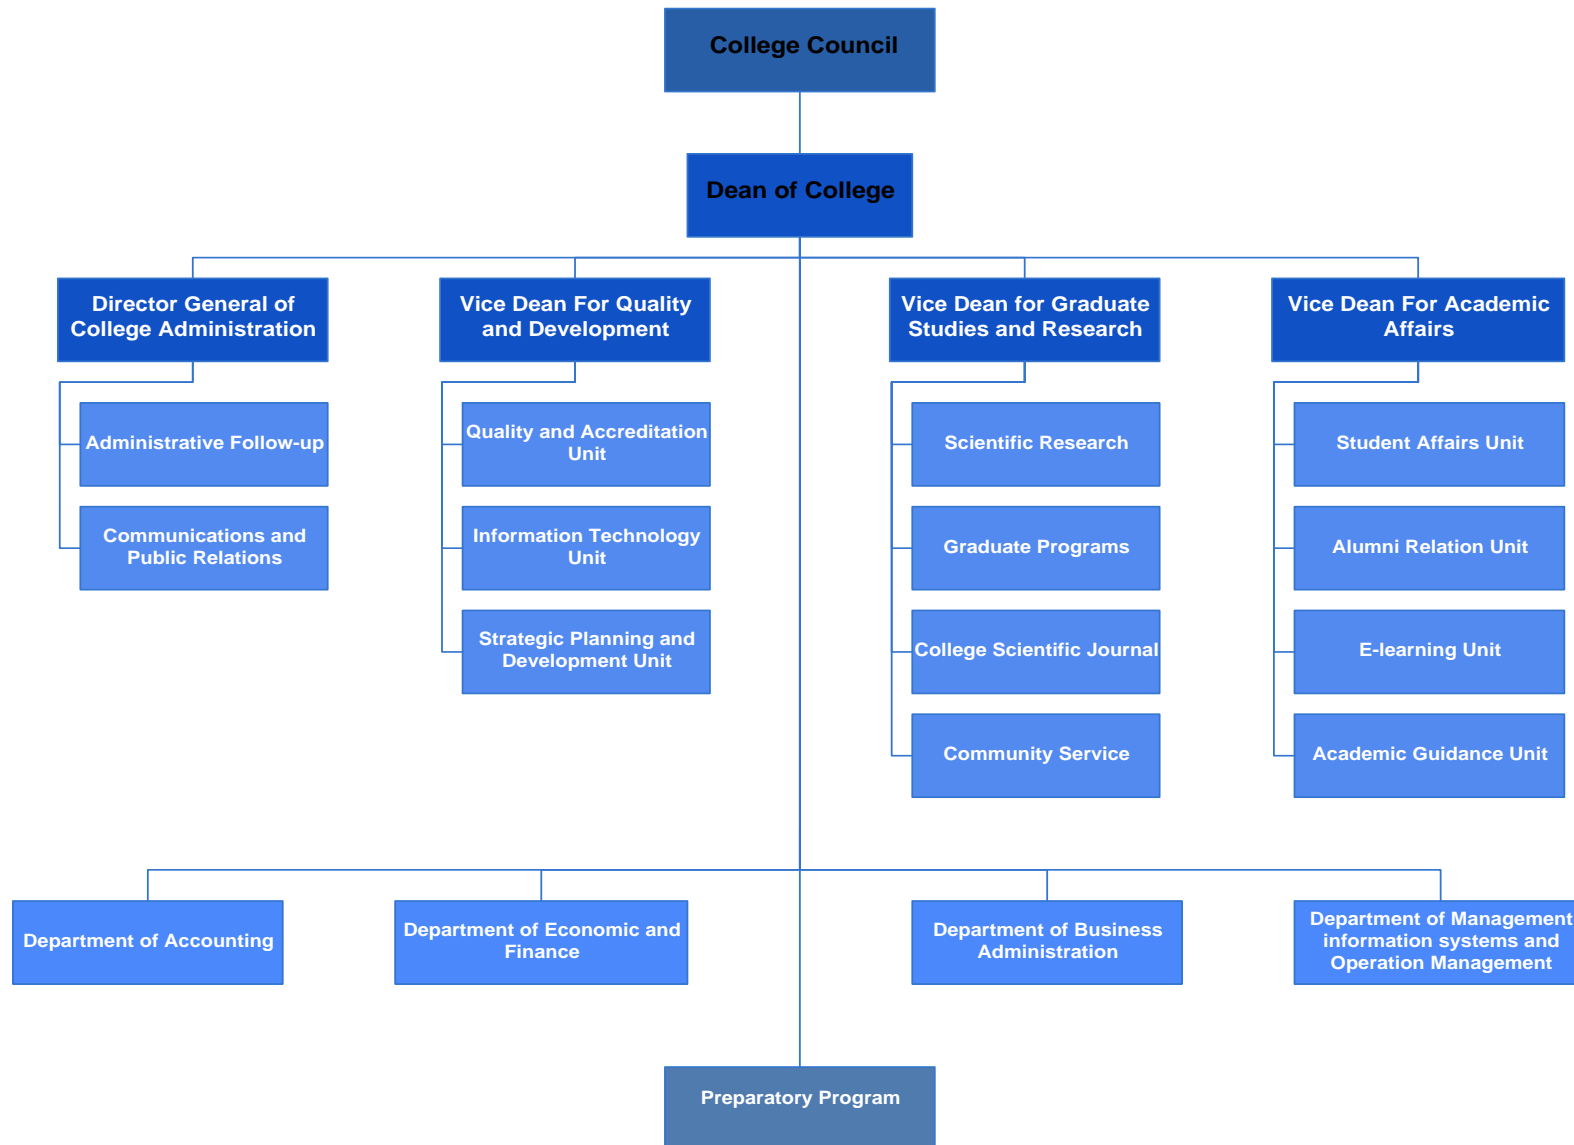 College Council
Dean of College
Director General of
College Administration
Vice Dean For Quality
and Development
Vice Dean for Graduate
Studies and Research
Vice Dean For Academic
Affairs
Administrative Follow-up
Communications and
Public Relations
Quality and Accreditation
Unit
Information Technology
Unit
Strategic Planning and
Development Unit
Scientific Research
Graduate Programs
College Scientific Journal
Community Service
Student Affairs Unit
Alumni Relation Unit
E-learning Unit
Academic Guidance Unit
Department of Accounting
Department of Economic and
Finance
Department of Business
Administration
Department of Management
information systems and
Operation Management
Preparatory Program